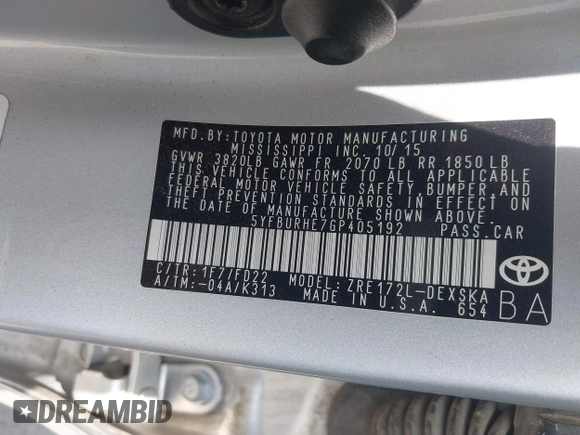 MFD. BY: TOYOTA MOTOR MANUFACTURING
MISSISSIPPI INC. 10/15
GVWR 3820LB GAWR FR. 2070 LB RR. 1850 LB
THIS VEHICLE CONFORMS TO ALL APPLICABLE
FEDERAL MOTOR VEHICLE SAFETY, BUMPER, AND
THEFT PREVENTION STANDARDS IN EFFECT ON
THE DATE OF MANUFACTURE SHOWN ABOVE.
5YFBURHE7GP405192 PASS.CAR
C/TR: 1F7/FD22 MODEL: ZRE172L-DEXSKA
A/TM:-04A/K313 MADE IN U.S.A. 654
BA
DREAMBID